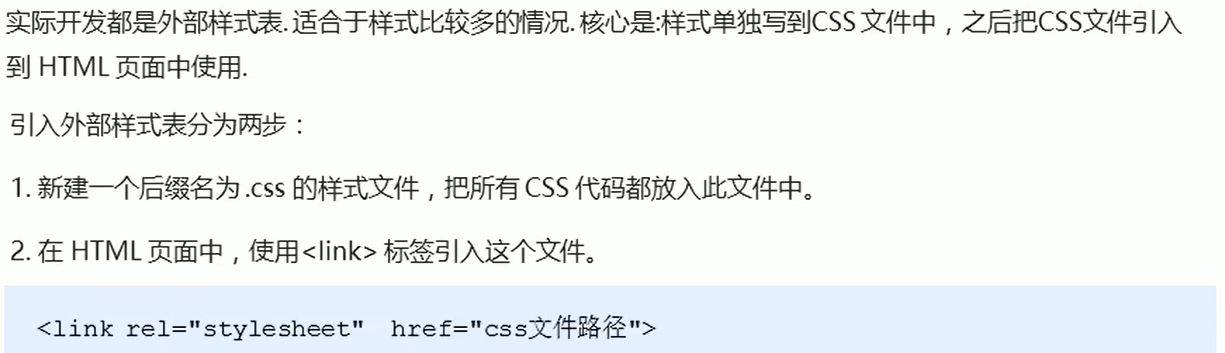 实际开发都是外部样式表.适合于样式比较多的情况.核心是:样式单独写到CSS 文件中，之后把CSS文件引入
到 HTML 页面中使用.
引入外部样式表分为两步：
1. 新建一个后缀名为 .css 的样式文件，把所有 CSS 代码都放入此文件中。
2. 在 HTML 页面中，使用<link> 标签引入这个文件。
<link rel="stylesheet"  href="css文件路径">